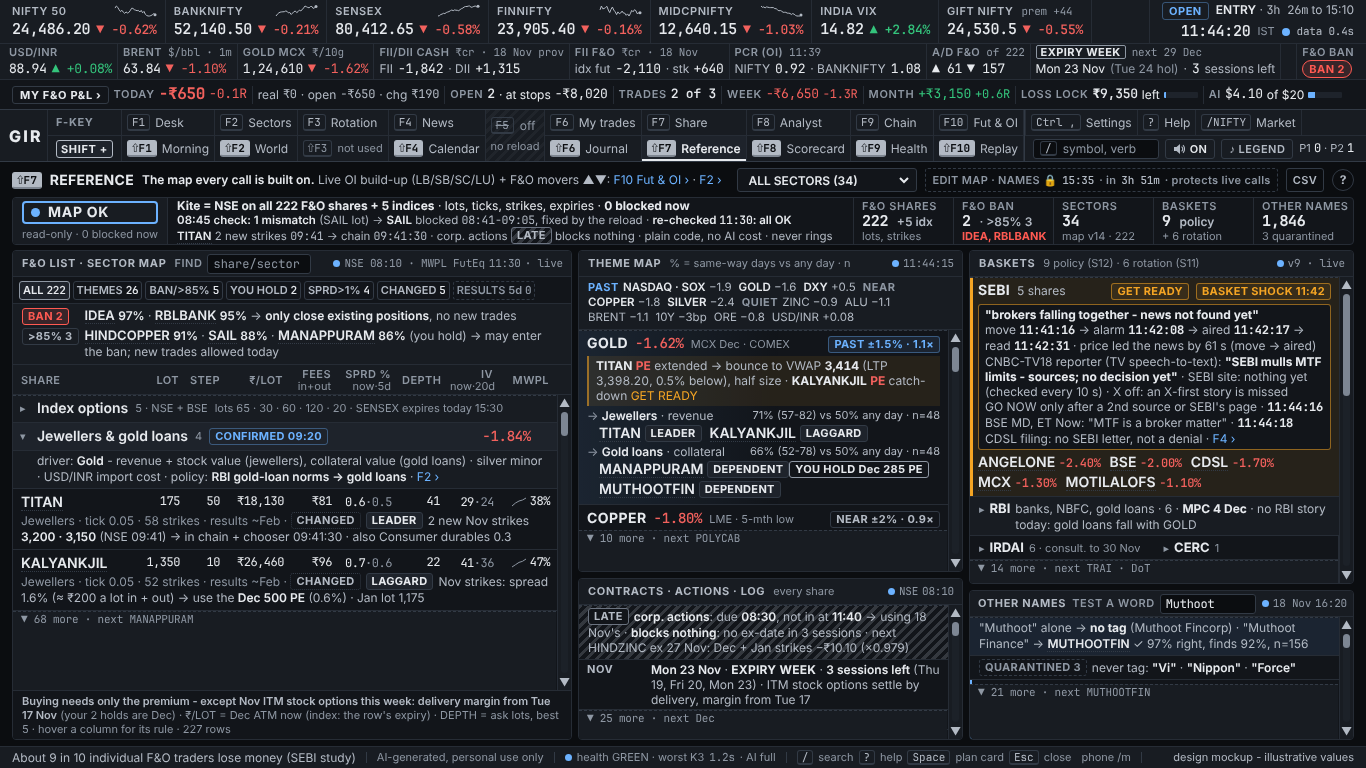 NIFTY 50
24,486.20 ▼ -0.62%
BANKNIFTY
52,140.50 ▼ -0.21%
SENSEX
80,412.65 ▼ -0.58%
FINNIFTY
23,905.40 ▼ -0.16%
MIDCPNIFTY
12,640.15 ▼ -1.03%
INDIA VIX
14.82 ▲ +2.84%
GIFT NIFTY prem +44
24,530.5 ▼ -0.55%
OPEN ENTRY · 3h 26m to 15:10
11:44:20 IST ● data 0.4s
USD/INR
88.94 ▲ +0.08%
BRENT $/bbl · 1m
63.84 ▼ -1.10%
GOLD MCX ₹/10g
1,24,610 ▼ -1.62%
FII/DII CASH ₹cr · 18 Nov prov
FII -1,842 · DII +1,315
FII F&O ₹cr · 18 Nov
idx fut -2,110 · stk +640
PCR (OI) 11:39
NIFTY 0.92 · BANKNIFTY 1.08
A/D F&O of 222
▲ 61 ▼ 157
EXPIRY WEEK next 29 Dec
Mon 23 Nov (Tue 24 hol) · 3 sessions left
F&O BAN
BAN 2
MY F&O P&L › TODAY -₹650 -0.1R real ₹0 · open -₹650 · chg ₹190 OPEN 2 · at stops -₹8,020 TRADES 2 of 3 WEEK -₹6,650 -1.3R MONTH +₹3,150 +0.6R LOSS LOCK ₹9,350 left AI $4.10 of $20
GIR
F-KEY F1 Desk F2 Sectors F3 Rotation F4 News F5 off F6 My trades F7 Share F8 Analyst F9 Chain F10 Fut & OI Ctrl , Settings ? Help /NIFTY Market
SHIFT + ⇧F1 Morning ⇧F2 World ⇧F3 not used ⇧F4 Calendar no reload ⇧F6 Journal ⇧F7 Reference ⇧F8 Scorecard ⇧F9 Health ⇧F10 Replay / symbol, verb ON ♪ LEGEND P1 0 · P2 1
⇧F7 REFERENCE The map every call is built on. Live OI build-up (LB/SB/SC/LU) + F&O movers ▲▼: F10 Fut & OI › · F2 › ALL SECTORS (34) EDIT MAP · NAMES 🔒 15:35 · in 3h 51m · protects live calls CSV ?
● MAP OK
read-only · 0 blocked now
Kite = NSE on all 222 F&O shares + 5 indices · lots, ticks, strikes, expiries · 0 blocked now
08:45 check: 1 mismatch (SAIL lot) → SAIL blocked 08:41-09:05, fixed by the reload · re-checked 11:30: all OK
TITAN 2 new strikes 09:41 → chain 09:41:30 · corp. actions LATE blocks nothing · plain code, no AI cost · never rings
F&O SHARES
222 +5 idx
lots, strikes
F&O BAN
2 · >85% 3
IDEA, RBLBANK
SECTORS
34
map v14 · 222
BASKETS
9 policy
+ 6 rotation
OTHER NAMES
1,846
3 quarantined
F&O LIST · SECTOR MAP FIND share/sector ● NSE 08:10 · MWPL FutEq 11:30 · live
ALL 222 THEMES 26 BAN/>85% 5 YOU HOLD 2 SPRD>1% 4 CHANGED 5 RESULTS 5d 0
BAN 2 IDEA 97% · RBLBANK 95% → only close existing positions, no new trades
>85% 3 HINDCOPPER 91% · SAIL 88% · MANAPPURAM 86% (you hold) → may enter
the ban; new trades allowed today
SHARE LOT STEP ₹/LOT FEES in+out SPRD % now·5d DEPTH IV now·20d MWPL
▸ Index options 5 · NSE + BSE lots 65 · 30 · 60 · 120 · 20 · SENSEX expires today 15:30
▾ Jewellers & gold loans 4 CONFIRMED 09:20 -1.84%
driver: Gold - revenue + stock value (jewellers), collateral value (gold loans) · silver minor
· USD/INR import cost · policy: RBI gold-loan norms → gold loans · F2 ›
TITAN 175 50 ₹18,130 ₹81 0.6·0.5 41 29·24 38%
Jewellers · tick 0.05 · 58 strikes · results ~Feb · CHANGED LEADER 2 new Nov strikes
3,200 · 3,150 (NSE 09:41) → in chain + chooser 09:41:30 · also Consumer durables 0.3
KALYANKJIL 1,350 10 ₹26,460 ₹96 0.7·0.6 22 41·36 47%
Jewellers · tick 0.05 · 52 strikes · results ~Feb · CHANGED LAGGARD Nov strikes: spread
1.6% (≈ ₹200 a lot in + out) → use the Dec 500 PE (0.6%) · Jan lot 1,175
▼ 68 more · next MANAPPURAM
Buying needs only the premium - except Nov ITM stock options this week: delivery margin from Tue
17 Nov (your 2 holds are Dec) · ₹/LOT = Dec ATM now (index: the row's expiry) · DEPTH = ask lots, best
5 · hover a column for its rule · 227 rows
THEME MAP % = same-way days vs any day · n ● 11:44:15
PAST NASDAQ · SOX −1.9 GOLD −1.6 DXY +0.5 NEAR
COPPER −1.8 SILVER −2.4 QUIET ZINC −0.9 ALU −1.1
BRENT −1.1 10Y −3bp ORE −0.8 USD/INR +0.08
GOLD -1.62% MCX Dec · COMEX PAST ±1.5% · 1.1×
TITAN PE extended → bounce to VWAP 3,414 (LTP
3,398.20, 0.5% below), half size · KALYANKJIL PE catch-
down GET READY
→ Jewellers · revenue 71% (57-82) vs 50% any day · n=48
TITAN LEADER KALYANKJIL LAGGARD
→ Gold loans · collateral 66% (52-78) vs 50% any day · n=48
MANAPPURAM DEPENDENT YOU HOLD Dec 285 PE
MUTHOOTFIN DEPENDENT
COPPER -1.80% LME · 5-mth low NEAR ±2% · 0.9×
▼ 10 more · next POLYCAB
CONTRACTS · ACTIONS · LOG every share ● NSE 08:10
LATE corp. actions: due 08:30, not in at 11:40 → using 18
Nov's · blocks nothing: no ex-date in 3 sessions · next
HINDZINC ex 27 Nov: Dec + Jan strikes −₹10.10 (×0.979)
NOV Mon 23 Nov · EXPIRY WEEK · 3 sessions left (Thu
19, Fri 20, Mon 23) · ITM stock options settle by
delivery, margin from Tue 17
▼ 25 more · next Dec
BASKETS 9 policy (S12) · 6 rotation (S11) ● v9 · live
SEBI 5 shares GET READY BASKET SHOCK 11:42
"brokers falling together - news not found yet"
move 11:41:16 → alarm 11:42:08 → aired 11:42:17 →
read 11:42:31 · price led the news by 61 s (move → aired)
CNBC-TV18 reporter (TV speech-to-text): "SEBI mulls MTF
limits - sources; no decision yet" · SEBI site: nothing yet
(checked every 10 s) · X off: an X-first story is missed
GO NOW only after a 2nd source or SEBI's page · 11:44:16
BSE MD, ET Now: "MTF is a broker matter" · 11:44:18
CDSL filing: no SEBI letter, not a denial · F4 ›
ANGELONE -2.40% BSE -2.00% CDSL -1.70%
MCX -1.30% MOTILALOFS -1.10%
▸ RBI banks, NBFC, gold loans · 6 · MPC 4 Dec · no RBI story
today: gold loans fall with GOLD
▸ IRDAI 6 · consult. to 30 Nov ▸ CERC 1
▼ 14 more · next TRAI · DoT
OTHER NAMES TEST A WORD Muthoot ● 18 Nov 16:20
"Muthoot" alone → no tag (Muthoot Fincorp) · "Muthoot
Finance" → MUTHOOTFIN ✓ 97% right, finds 92%, n=156
QUARANTINED 3 never tag: "Vi" · "Nippon" · "Force"
▼ 21 more · next MUTHOOTFIN
About 9 in 10 individual F&O traders lose money (SEBI study) AI-generated, personal use only ● health GREEN · worst K3 1.2s · AI full / search ? help Space plan card Esc close phone /m design mockup - illustrative values